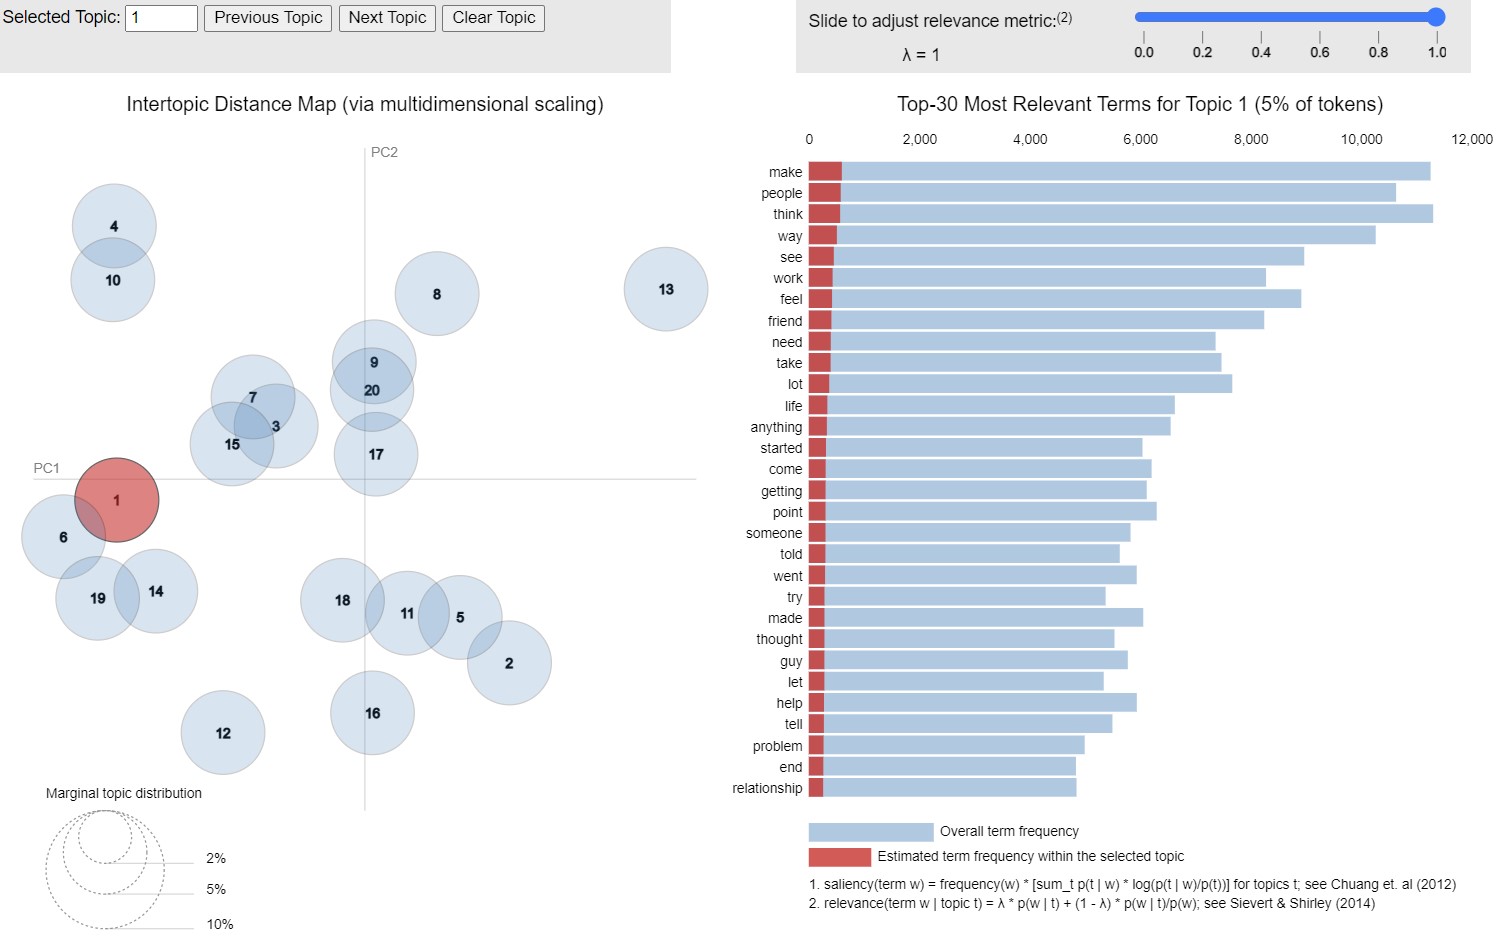 Selected Topic: 1 Previous Topic Next Topic Clear Topic
Slide to adjust relevance metric:(2)
λ = 1
0.0 0.2 0.4 0.6 0.8 1.0
Intertopic Distance Map (via multidimensional scaling)
PC2
PC1
4
10
8
13
9
20
7
3
15
17
1
6
19
14
18
11
5
2
16
12
Marginal topic distribution
2%
5%
10%
Top-30 Most Relevant Terms for Topic 1 (5% of tokens)
0 2,000 4,000 6,000 8,000 10,000 12,000
make
people
think
way
see
work
feel
friend
need
take
lot
life
anything
started
come
getting
point
someone
told
went
try
made
thought
guy
let
help
tell
problem
end
relationship
Overall term frequency
Estimated term frequency within the selected topic
1. saliency(term w) = frequency(w) * [sum_t p(t | w) * log(p(t | w)/p(t))] for topics t; see Chuang et. al (2012)
2. relevance(term w | topic t) = λ * p(w | t) + (1 - λ) * p(w | t)/p(w); see Sievert & Shirley (2014)